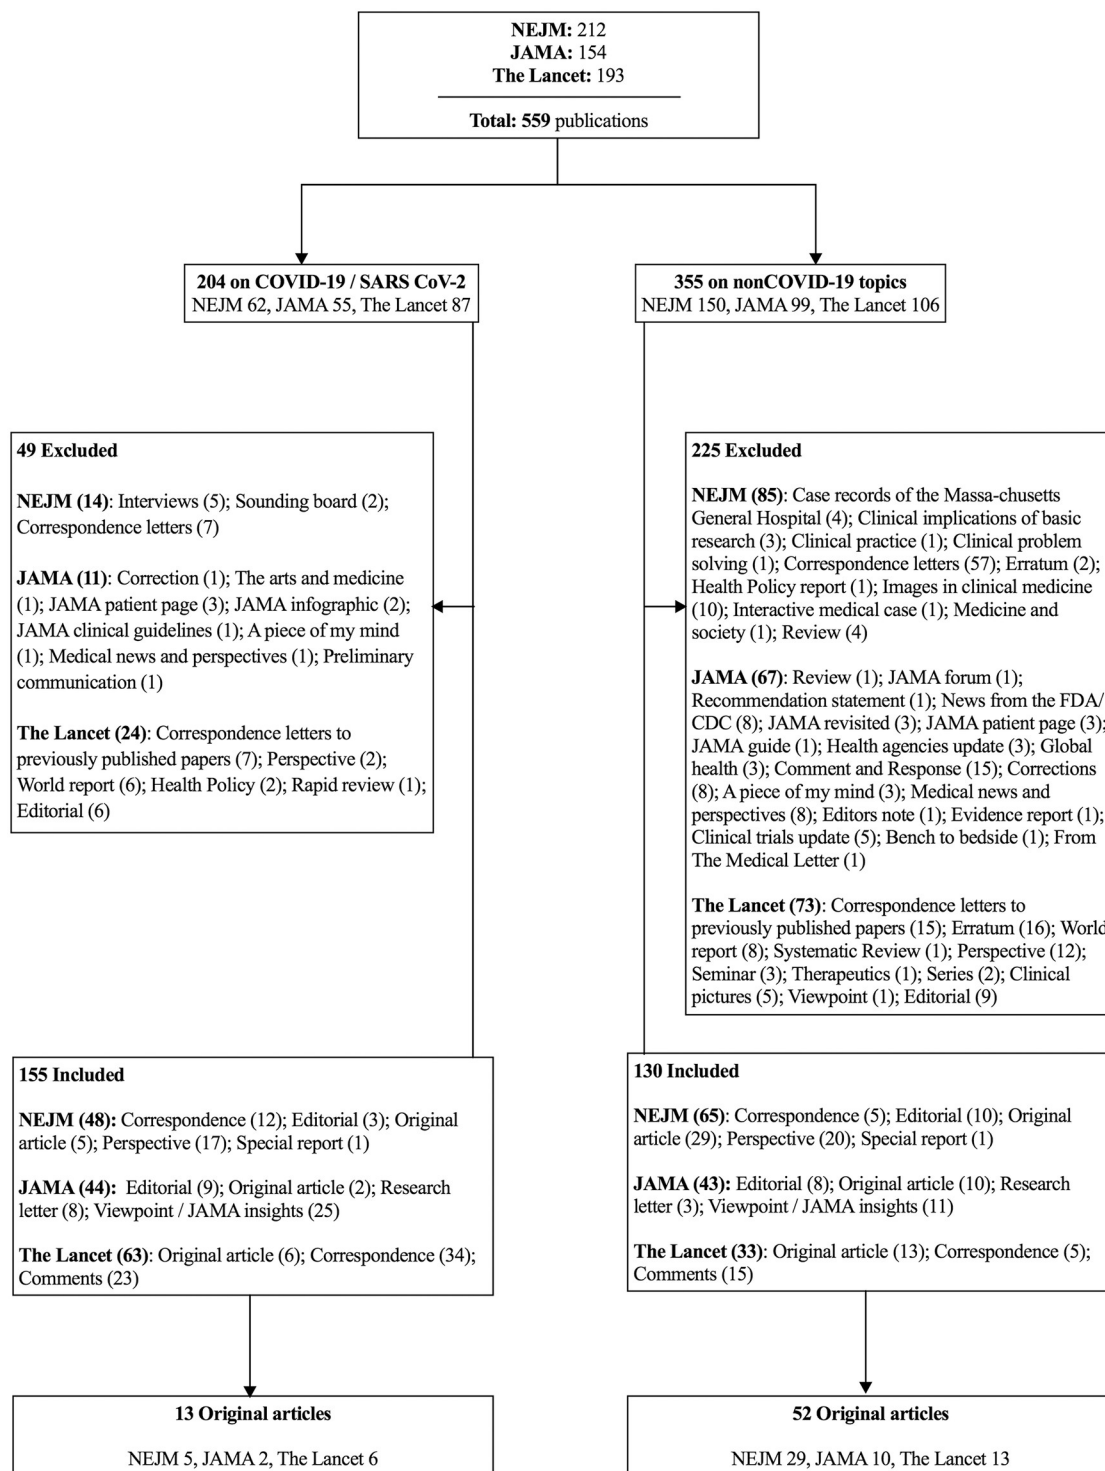 NEJM: 212
JAMA: 154
The Lancet: 193
Total: 559 publications
204 on COVID-19 / SARS CoV-2
NEJM 62, JAMA 55, The Lancet 87
355 on nonCOVID-19 topics
NEJM 150, JAMA 99, The Lancet 106
49 Excluded
NEJM (14): Interviews (5); Sounding board (2);
Correspondence letters (7)
JAMA (11): Correction (1); The arts and medicine
(1); JAMA patient page (3); JAMA infographic (2);
JAMA clinical guidelines (1); A piece of my mind
(1); Medical news and perspectives (1); Preliminary
communication (1)
The Lancet (24): Correspondence letters to
previously published papers (7); Perspective (2);
World report (6); Health Policy (2); Rapid review (1);
Editorial (6)
225 Excluded
NEJM (85): Case records of the Massa-chusetts
General Hospital (4); Clinical implications of basic
research (3); Clinical practice (1); Clinical problem
solving (1); Correspondence letters (57); Erratum (2);
Health Policy report (1); Images in clinical medicine
(10); Interactive medical case (1); Medicine and
society (1); Review (4)
JAMA (67): Review (1); JAMA forum (1);
Recommendation statement (1); News from the FDA/
CDC (8); JAMA revisited (3); JAMA patient page (3);
JAMA guide (1); Health agencies update (3); Global
health (3); Comment and Response (15); Corrections
(8); A piece of my mind (3); Medical news and
perspectives (8); Editors note (1); Evidence report (1);
Clinical trials update (5); Bench to bedside (1); From
The Medical Letter (1)
The Lancet (73): Correspondence letters to
previously published papers (15); Erratum (16); World
report (8); Systematic Review (1); Perspective (12);
Seminar (3); Therapeutics (1); Series (2); Clinical
pictures (5); Viewpoint (1); Editorial (9)
155 Included
NEJM (48): Correspondence (12); Editorial (3); Original
article (5); Perspective (17); Special report (1)
JAMA (44): Editorial (9); Original article (2); Research
letter (8); Viewpoint / JAMA insights (25)
The Lancet (63): Original article (6); Correspondence (34);
Comments (23)
130 Included
NEJM (65): Correspondence (5); Editorial (10); Original
article (29); Perspective (20); Special report (1)
JAMA (43): Editorial (8); Original article (10); Research
letter (3); Viewpoint / JAMA insights (11)
The Lancet (33): Original article (13); Correspondence (5);
Comments (15)
13 Original articles
NEJM 5, JAMA 2, The Lancet 6
52 Original articles
NEJM 29, JAMA 10, The Lancet 13